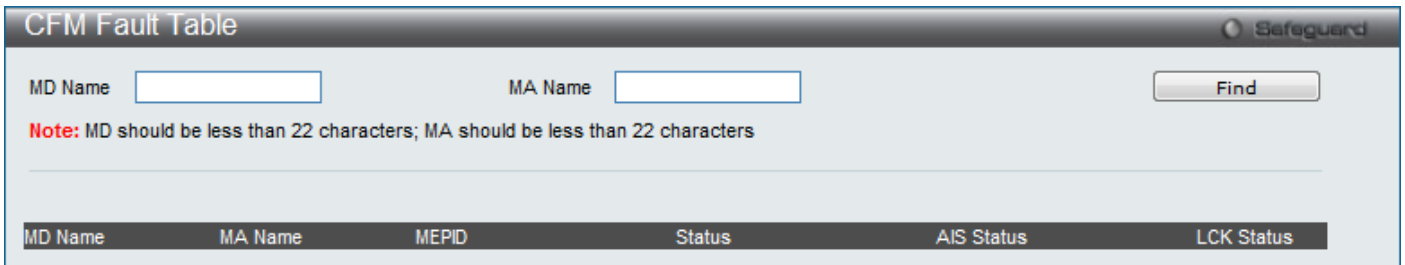 CFM Fault Table Safeguard
MD Name MA Name Find
Note: MD should be less than 22 characters; MA should be less than 22 characters
MD Name MA Name MEPID Status AIS Status LCK Status